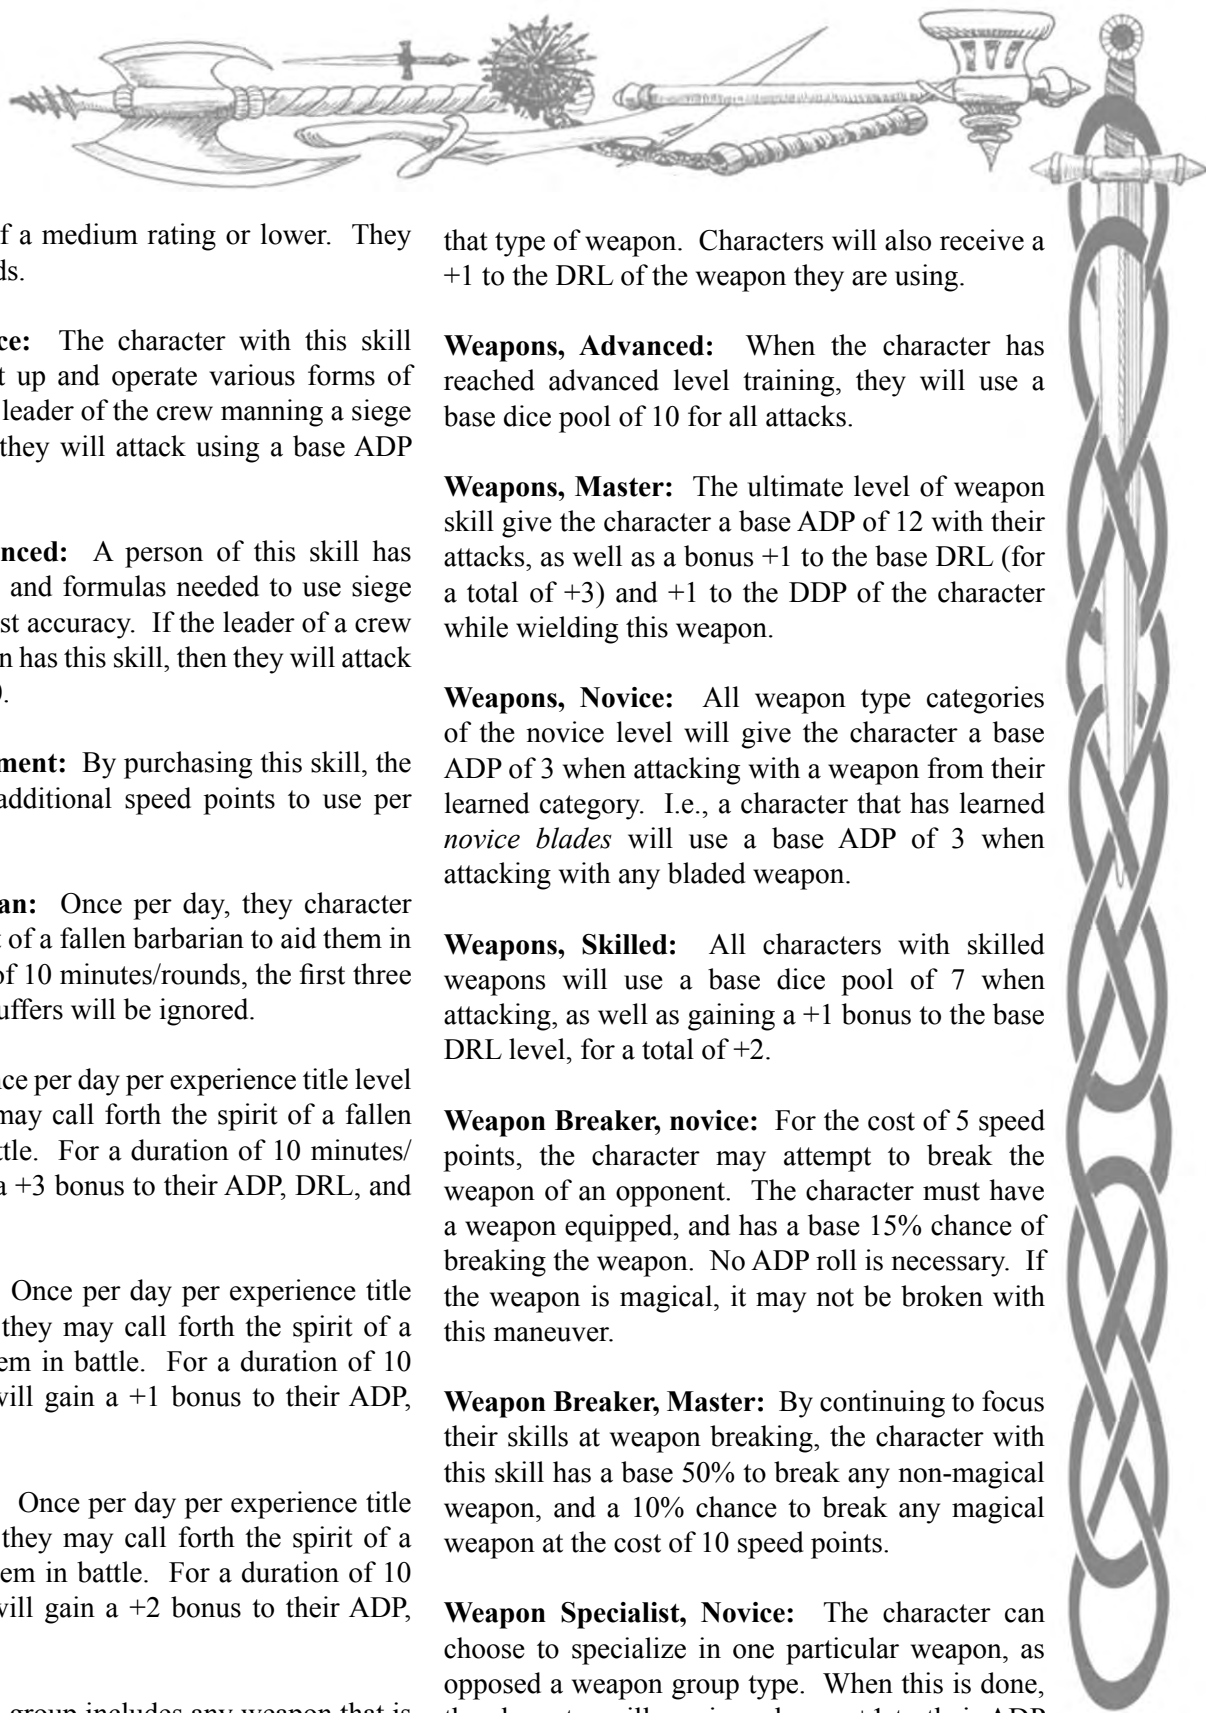 f a medium rating or lower. They
ds.
ce: The character with this skill
t up and operate various forms of
leader of the crew manning a siege
they will attack using a base ADP
nced: A person of this skill has
and formulas needed to use siege
st accuracy. If the leader of a crew
n has this skill, then they will attack
).
ment: By purchasing this skill, the
additional speed points to use per
an: Once per day, they character
t of a fallen barbarian to aid them in
of 10 minutes/rounds, the first three
uffers will be ignored.
ce per day per experience title level
may call forth the spirit of a fallen
ttle. For a duration of 10 minutes/
a +3 bonus to their ADP, DRL, and
Once per day per experience title
they may call forth the spirit of a
em in battle. For a duration of 10
will gain a +1 bonus to their ADP,
Once per day per experience title
they may call forth the spirit of a
em in battle. For a duration of 10
will gain a +2 bonus to their ADP,
group includes any weapon that is
that type of weapon. Characters will also receive a
+1 to the DRL of the weapon they are using.
Weapons, Advanced: When the character has
reached advanced level training, they will use a
base dice pool of 10 for all attacks.
Weapons, Master: The ultimate level of weapon
skill give the character a base ADP of 12 with their
attacks, as well as a bonus +1 to the base DRL (for
a total of +3) and +1 to the DDP of the character
while wielding this weapon.
Weapons, Novice: All weapon type categories
of the novice level will give the character a base
ADP of 3 when attacking with a weapon from their
learned category. I.e., a character that has learned
novice blades will use a base ADP of 3 when
attacking with any bladed weapon.
Weapons, Skilled: All characters with skilled
weapons will use a base dice pool of 7 when
attacking, as well as gaining a +1 bonus to the base
DRL level, for a total of +2.
Weapon Breaker, novice: For the cost of 5 speed
points, the character may attempt to break the
weapon of an opponent. The character must have
a weapon equipped, and has a base 15% chance of
breaking the weapon. No ADP roll is necessary. If
the weapon is magical, it may not be broken with
this maneuver.
Weapon Breaker, Master: By continuing to focus
their skills at weapon breaking, the character with
this skill has a base 50% to break any non-magical
weapon, and a 10% chance to break any magical
weapon at the cost of 10 speed points.
Weapon Specialist, Novice: The character can
choose to specialize in one particular weapon, as
opposed a weapon group type. When this is done,
the character will receive a bonus +1 to their ADP